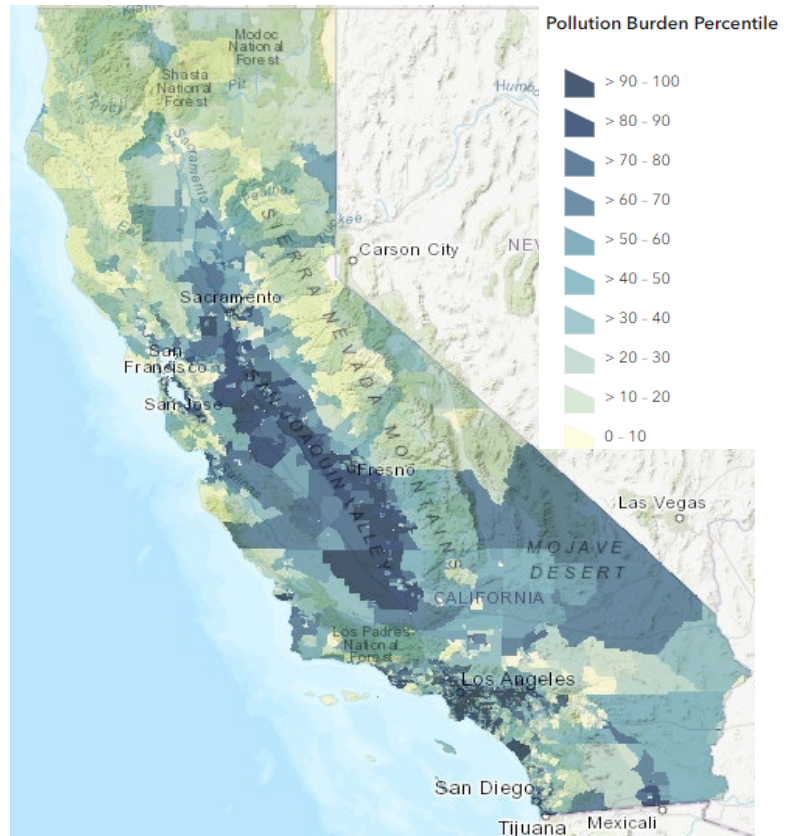 Pollution Burden Percentile
> 90 - 100
> 80 - 90
> 70 - 80
> 60 - 70
> 50 - 60
> 40 - 50
> 30 - 40
> 20 - 30
> 10 - 20
0 - 10
Modoc
National
Forest
Shasta
National
Forest
Pit
Sacramento
SIERRA NEVADA MOUNTAINS
Carson City
Sacramento
San
Francisco
San Jose
SAN JOAQUIN VALLEY
Fresno
Salinas
Las Vegas
MOJAVE
DESERT
CALIFORNIA
Los Padres
National
Forest
Los Angeles
San Diego
Tijuana
Mexicali